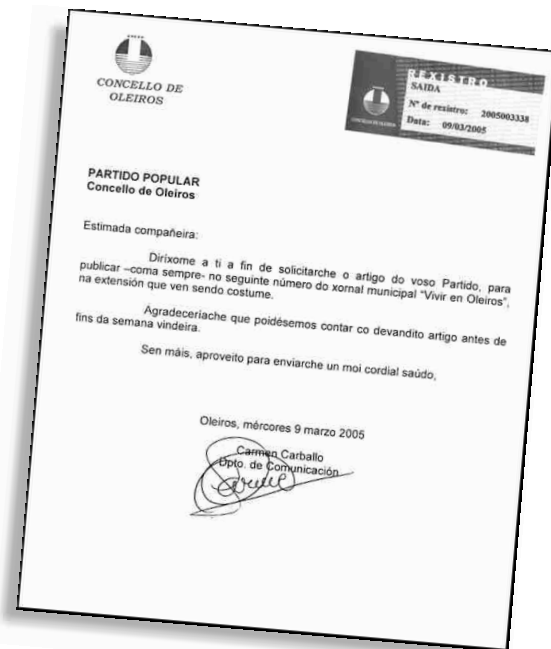 CONCELLO DE
OLEIROS
REXISTRO
SAIDA
Nº de rexistro: 2005003338
Data: 09/03/2005
CONCELLO DE OLEIROS
PARTIDO POPULAR
Concello de Oleiros
Estimada compañeira:
Diríxome a ti a fin de solicitarche o artigo do voso Partido, para
publicar –coma sempre- no seguinte número do xornal municipal “Vivir en Oleiros”,
na extensión que ven sendo costume.
Agradeceríache que poidésemos contar co devandito artigo antes de
fins da semana vindeira.
Sen máis, aproveito para enviarche un moi cordial saúdo,
Oleiros, mércores 9 marzo 2005
Carmen Carballo
Dpto. de Comunicación